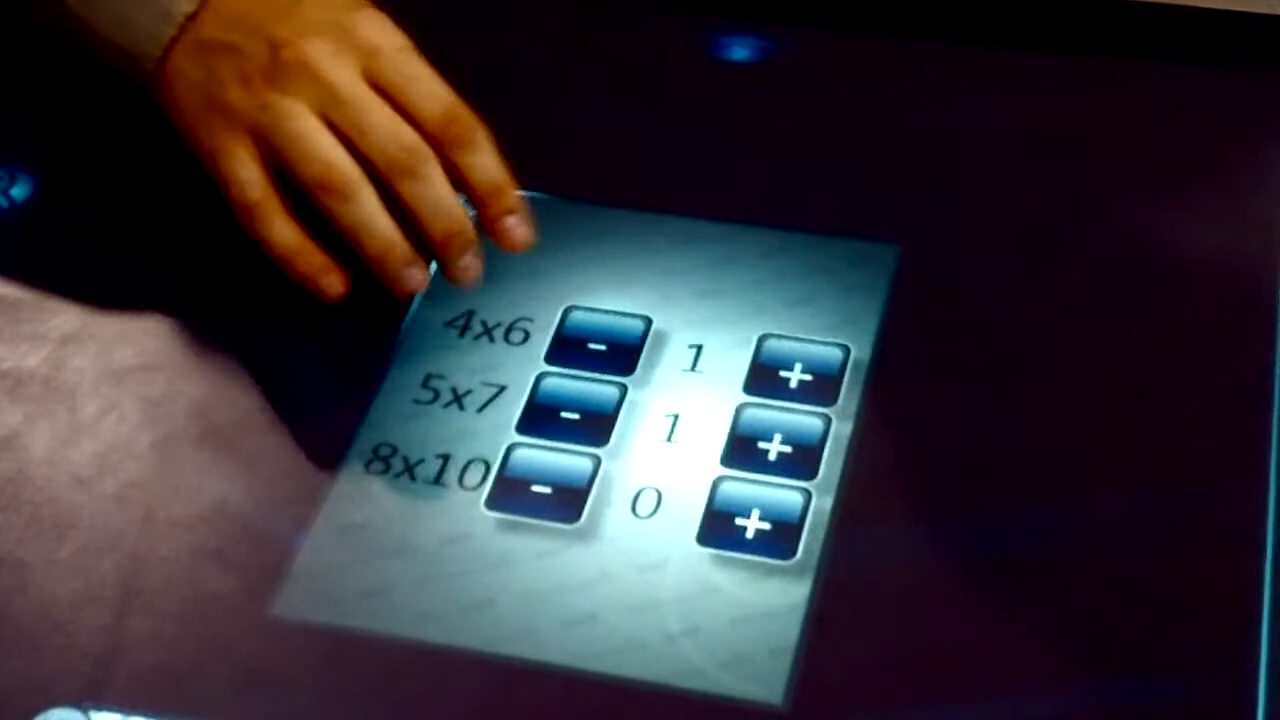 4x6 - 1 +
5x7 - 1 +
8x10 - 0 +